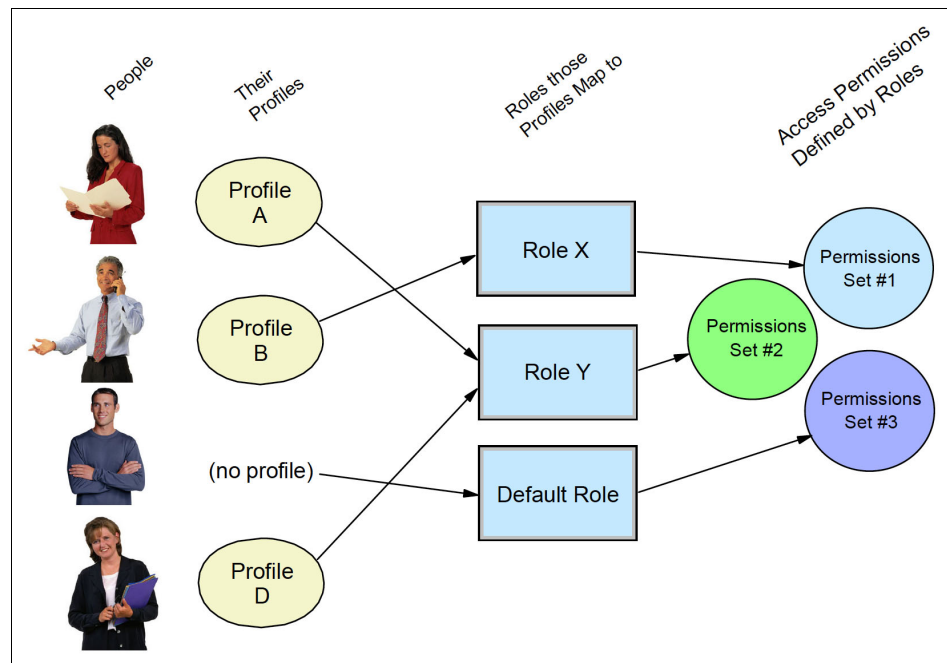 People
Their
Profiles
Roles those
Profiles Map to
Access Permissions
Defined by Roles
Profile
A
Role X
Permissions
Set #1
Profile
B
Role Y
Permissions
Set #2
Permissions
Set #3
(no profile)
Default Role
Profile
D